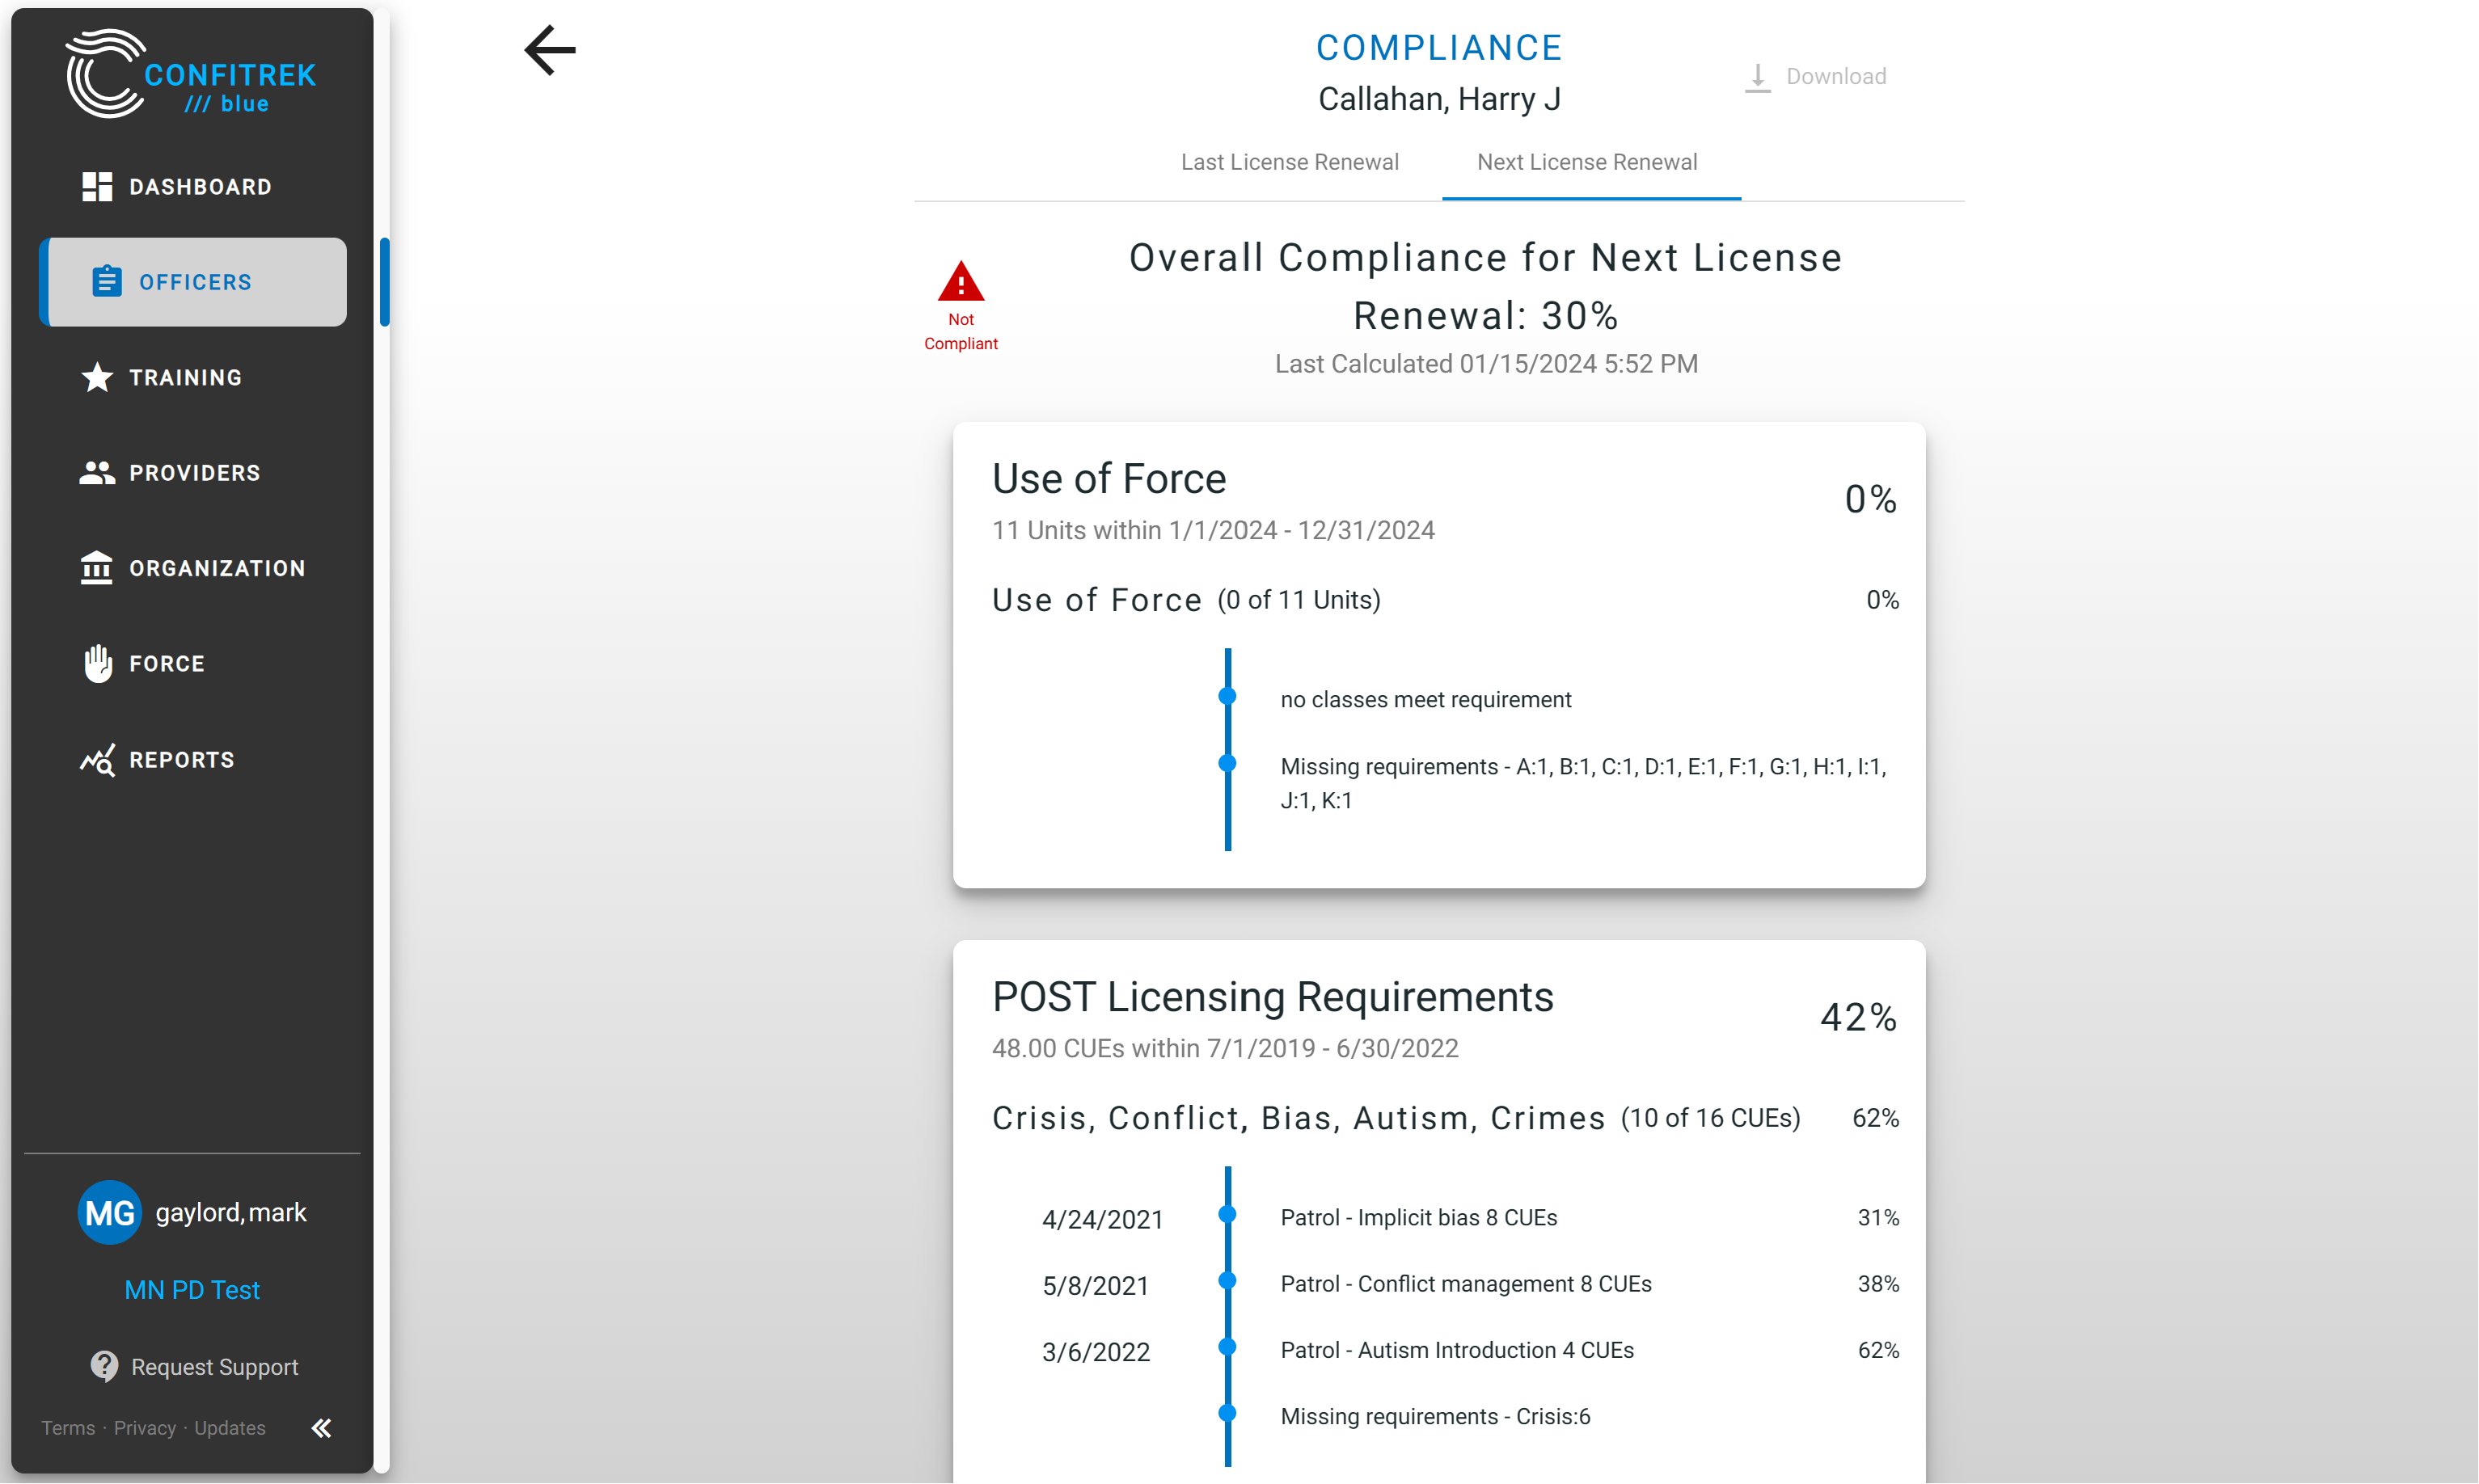 CONFITREK
/// blue
DASHBOARD
OFFICERS
TRAINING
PROVIDERS
ORGANIZATION
FORCE
REPORTS
MG gaylord, mark
MN PD Test
Request Support
Terms · Privacy · Updates
COMPLIANCE
Callahan, Harry J
Download
Last License Renewal
Next License Renewal
Not
Compliant
Overall Compliance for Next License
Renewal: 30%
Last Calculated 01/15/2024 5:52 PM
Use of Force
0%
11 Units within 1/1/2024 - 12/31/2024
Use of Force (0 of 11 Units) 0%
no classes meet requirement
Missing requirements - A:1, B:1, C:1, D:1, E:1, F:1, G:1, H:1, I:1,
J:1, K:1
POST Licensing Requirements
42%
48.00 CUEs within 7/1/2019 - 6/30/2022
Crisis, Conflict, Bias, Autism, Crimes (10 of 16 CUEs) 62%
4/24/2021 Patrol - Implicit bias 8 CUEs 31%
5/8/2021 Patrol - Conflict management 8 CUEs 38%
3/6/2022 Patrol - Autism Introduction 4 CUEs 62%
Missing requirements - Crisis:6